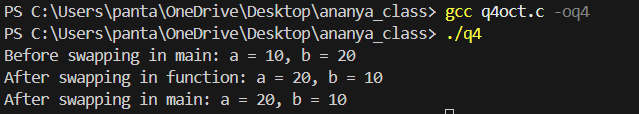 PS C:\Users\panta\OneDrive\Desktop\ananya_class> gcc q4oct.c -oq4
PS C:\Users\panta\OneDrive\Desktop\ananya_class> ./q4
Before swapping in main: a = 10, b = 20
After swapping in function: a = 20, b = 10
After swapping in main: a = 20, b = 10